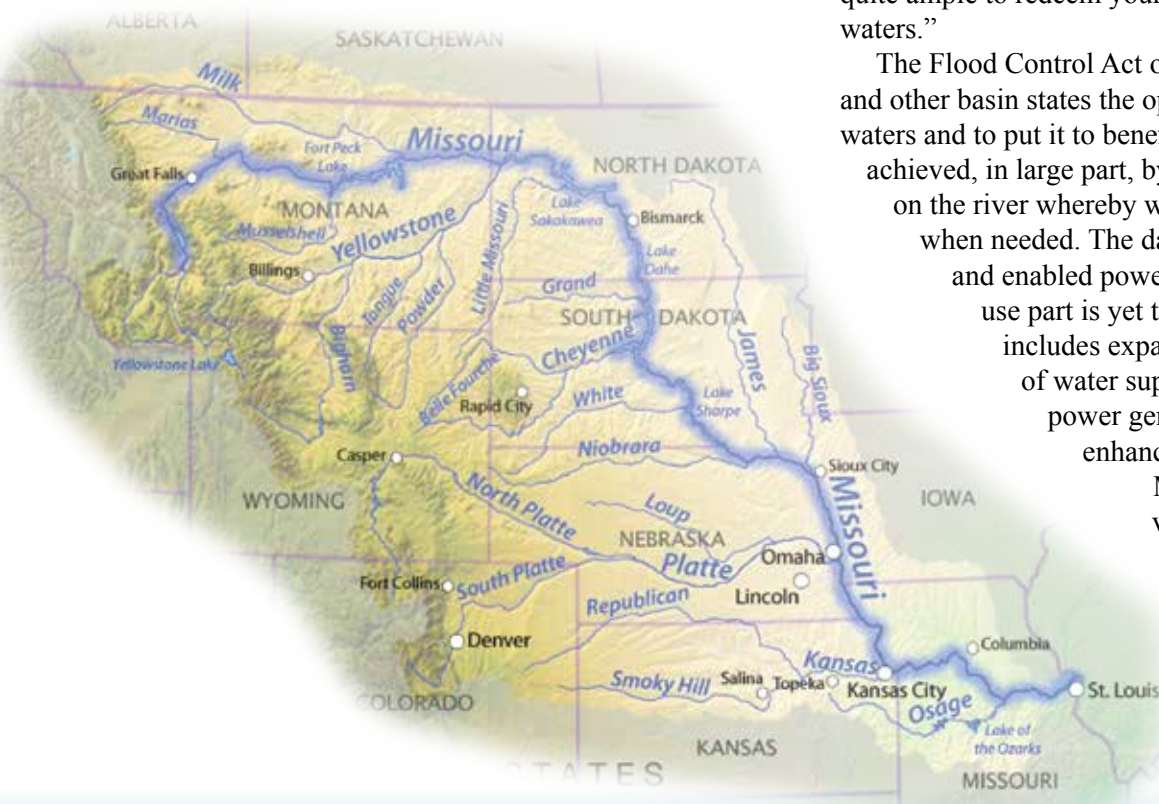 quite ample to redeem your
waters.”
The Flood Control Act o
and other basin states the op
waters and to put it to benef
achieved, in large part, by
on the river whereby w
when needed. The da
and enabled powe
use part is yet t
includes expa
of water sup
power gen
enhanc
ALBERTA
SASKATCHEWAN
Milk
Marias
Fort Peck
Lake
Missouri
Great Falls
NORTH DAKOTA
MONTANA
Lake
Sakakawea
Bismarck
Musselshell
Yellowstone
Little Missouri
Lake
Oahe
Billings
Tongue
Powder
Grand
SOUTH DAKOTA
Bighorn
Cheyenne
James
Big Sioux
Yellowstone Lake
Belle Fourche
Rapid City
White
Lake
Sharpe
Niobrara
Casper
Sioux City
WYOMING
North Platte
Loup
Missouri
IOWA
NEBRASKA
Omaha
Platte
Fort Collins
South Platte
Lincoln
Republican
Denver
Columbia
Kansas
Smoky Hill
Salina
Topeka
Kansas City
St. Louis
Osage
COLORADO
Lake of
the Ozarks
KANSAS
STATES
MISSOURI